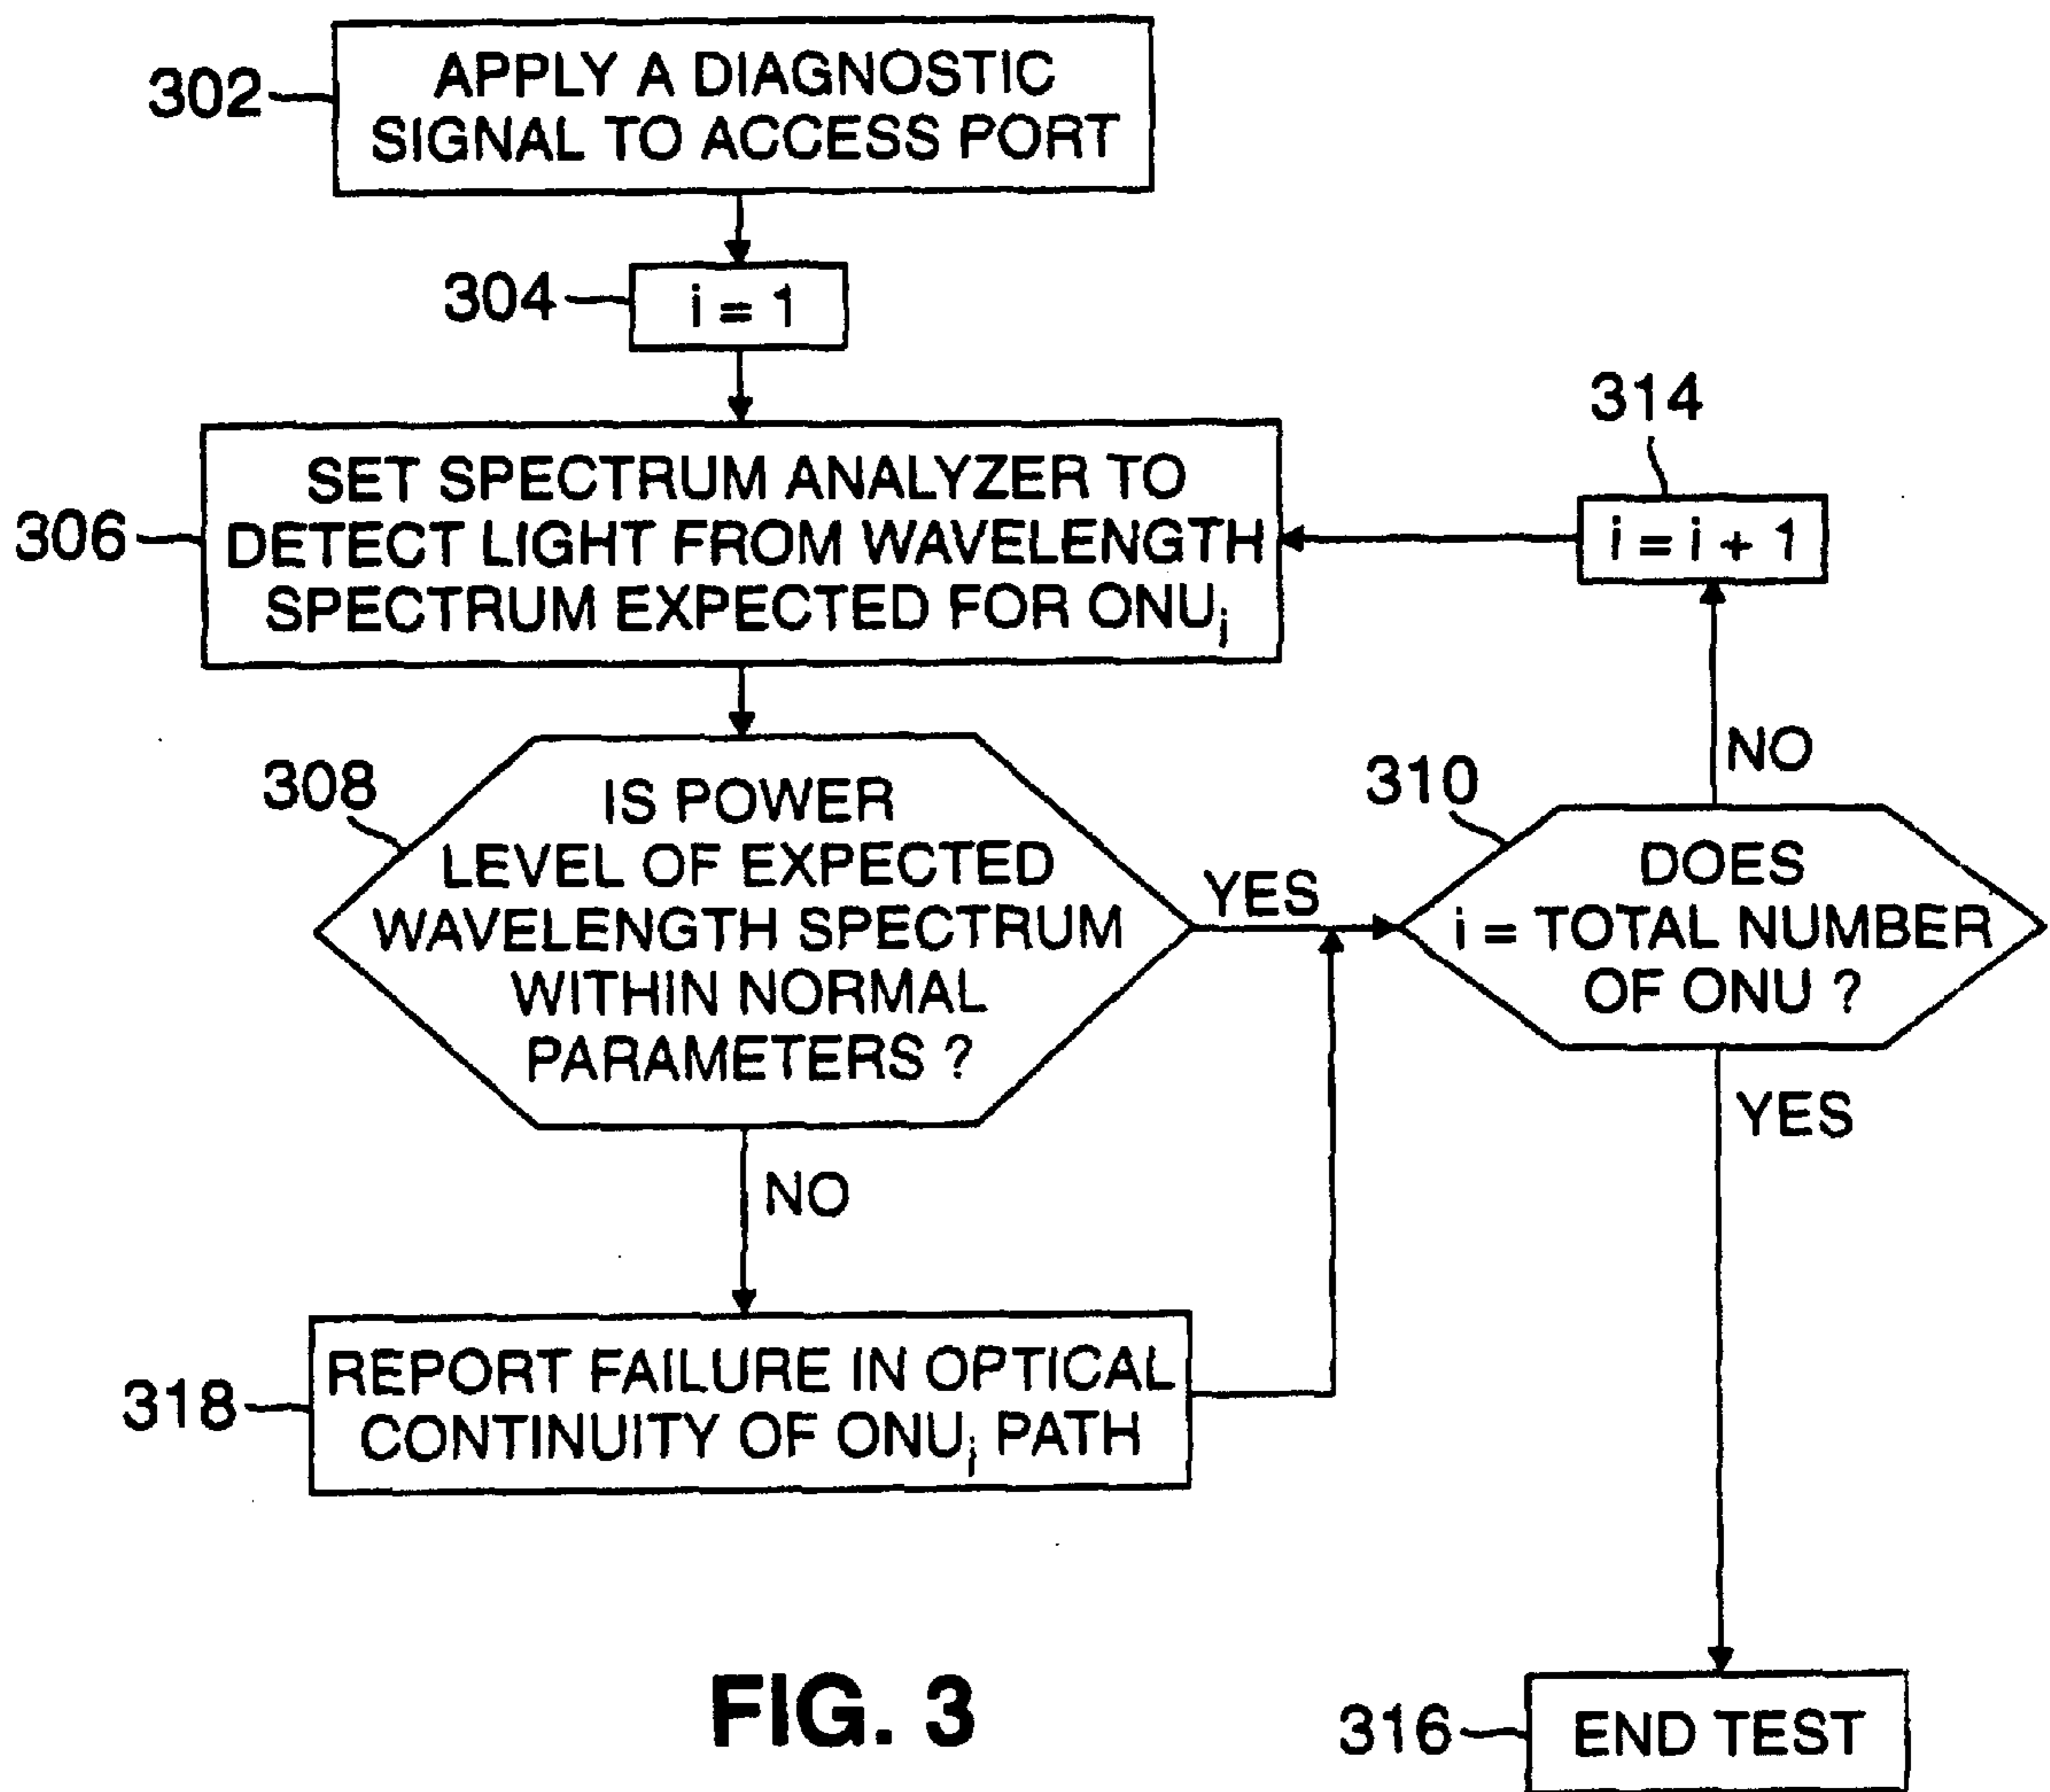 302
APPLY A DIAGNOSTIC
SIGNAL TO ACCESS PORT
304
i = 1
306
SET SPECTRUM ANALYZER TO
DETECT LIGHT FROM WAVELENGTH
SPECTRUM EXPECTED FOR ONUi
314
i = i + 1
308
IS POWER
LEVEL OF EXPECTED
WAVELENGTH SPECTRUM
WITHIN NORMAL
PARAMETERS ?
YES
NO
310
DOES
i = TOTAL NUMBER
OF ONU ?
NO
YES
318
REPORT FAILURE IN OPTICAL
CONTINUITY OF ONUi PATH
316
END TEST
FIG. 3